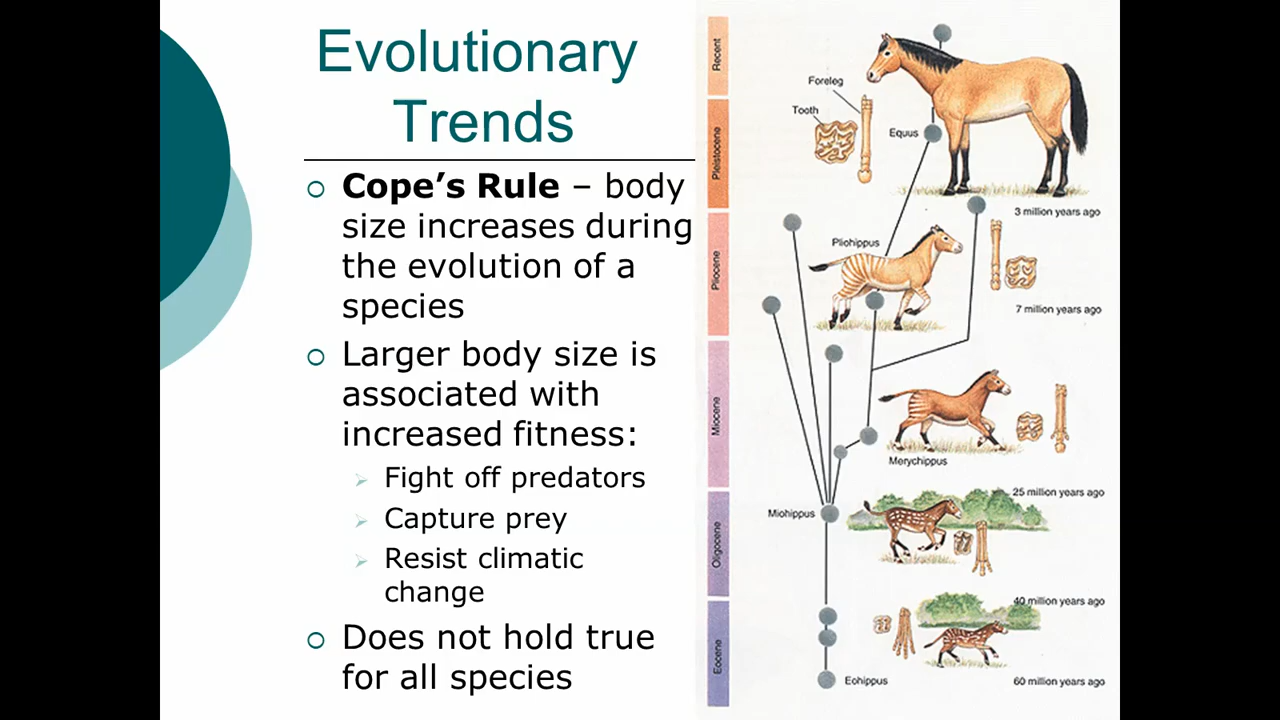 Evolutionary
Trends
Cope's Rule – body
size increases during
the evolution of a
species
Larger body size is
associated with
increased fitness:
Fight off predators
Capture prey
Resist climatic
change
Does not hold true
for all species
Recent
Foreleg
Tooth
Equus
Pleistocene
3 million years ago
Pliohippus
Pliocene
7 million years ago
Miocene
Merychippus
25 million years ago
Miohippus
Oligocene
40 million years ago
Eocene
Eohippus
60 million years ago